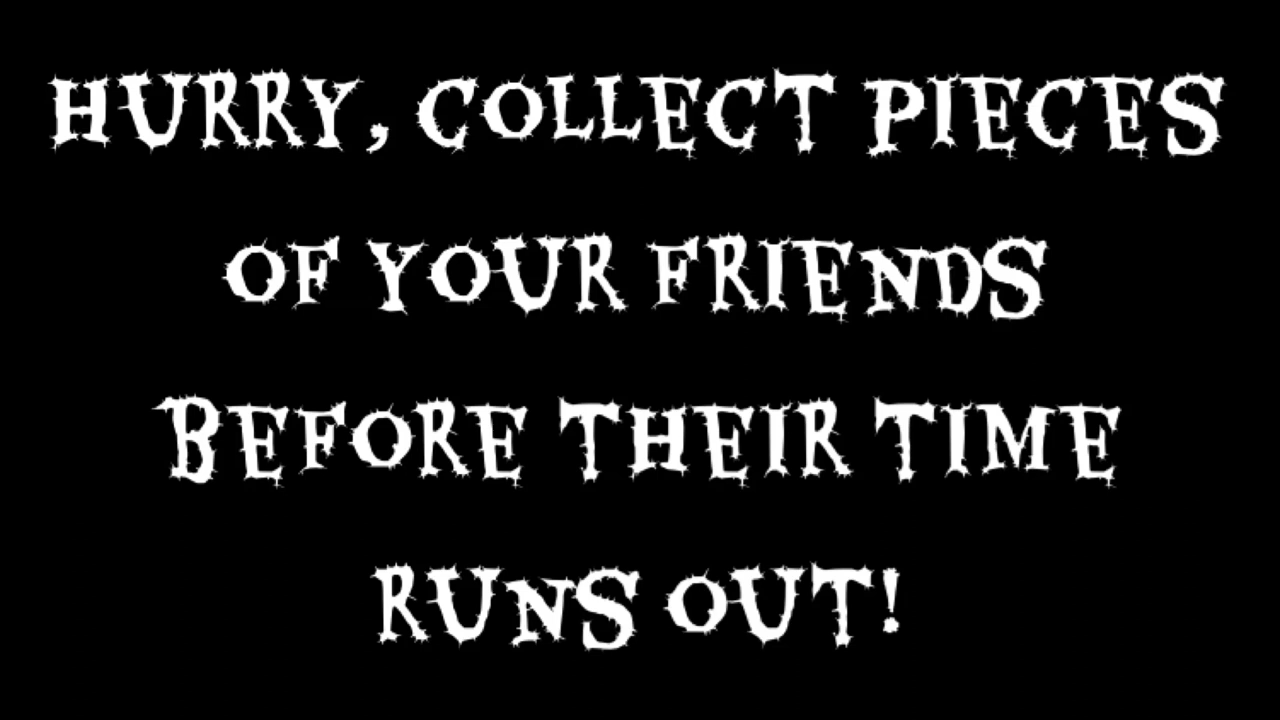 HURRY, COLLECT PIECES
OF YOUR FRIENDS
BEFORE THEIR TIME
RUNS OUT!